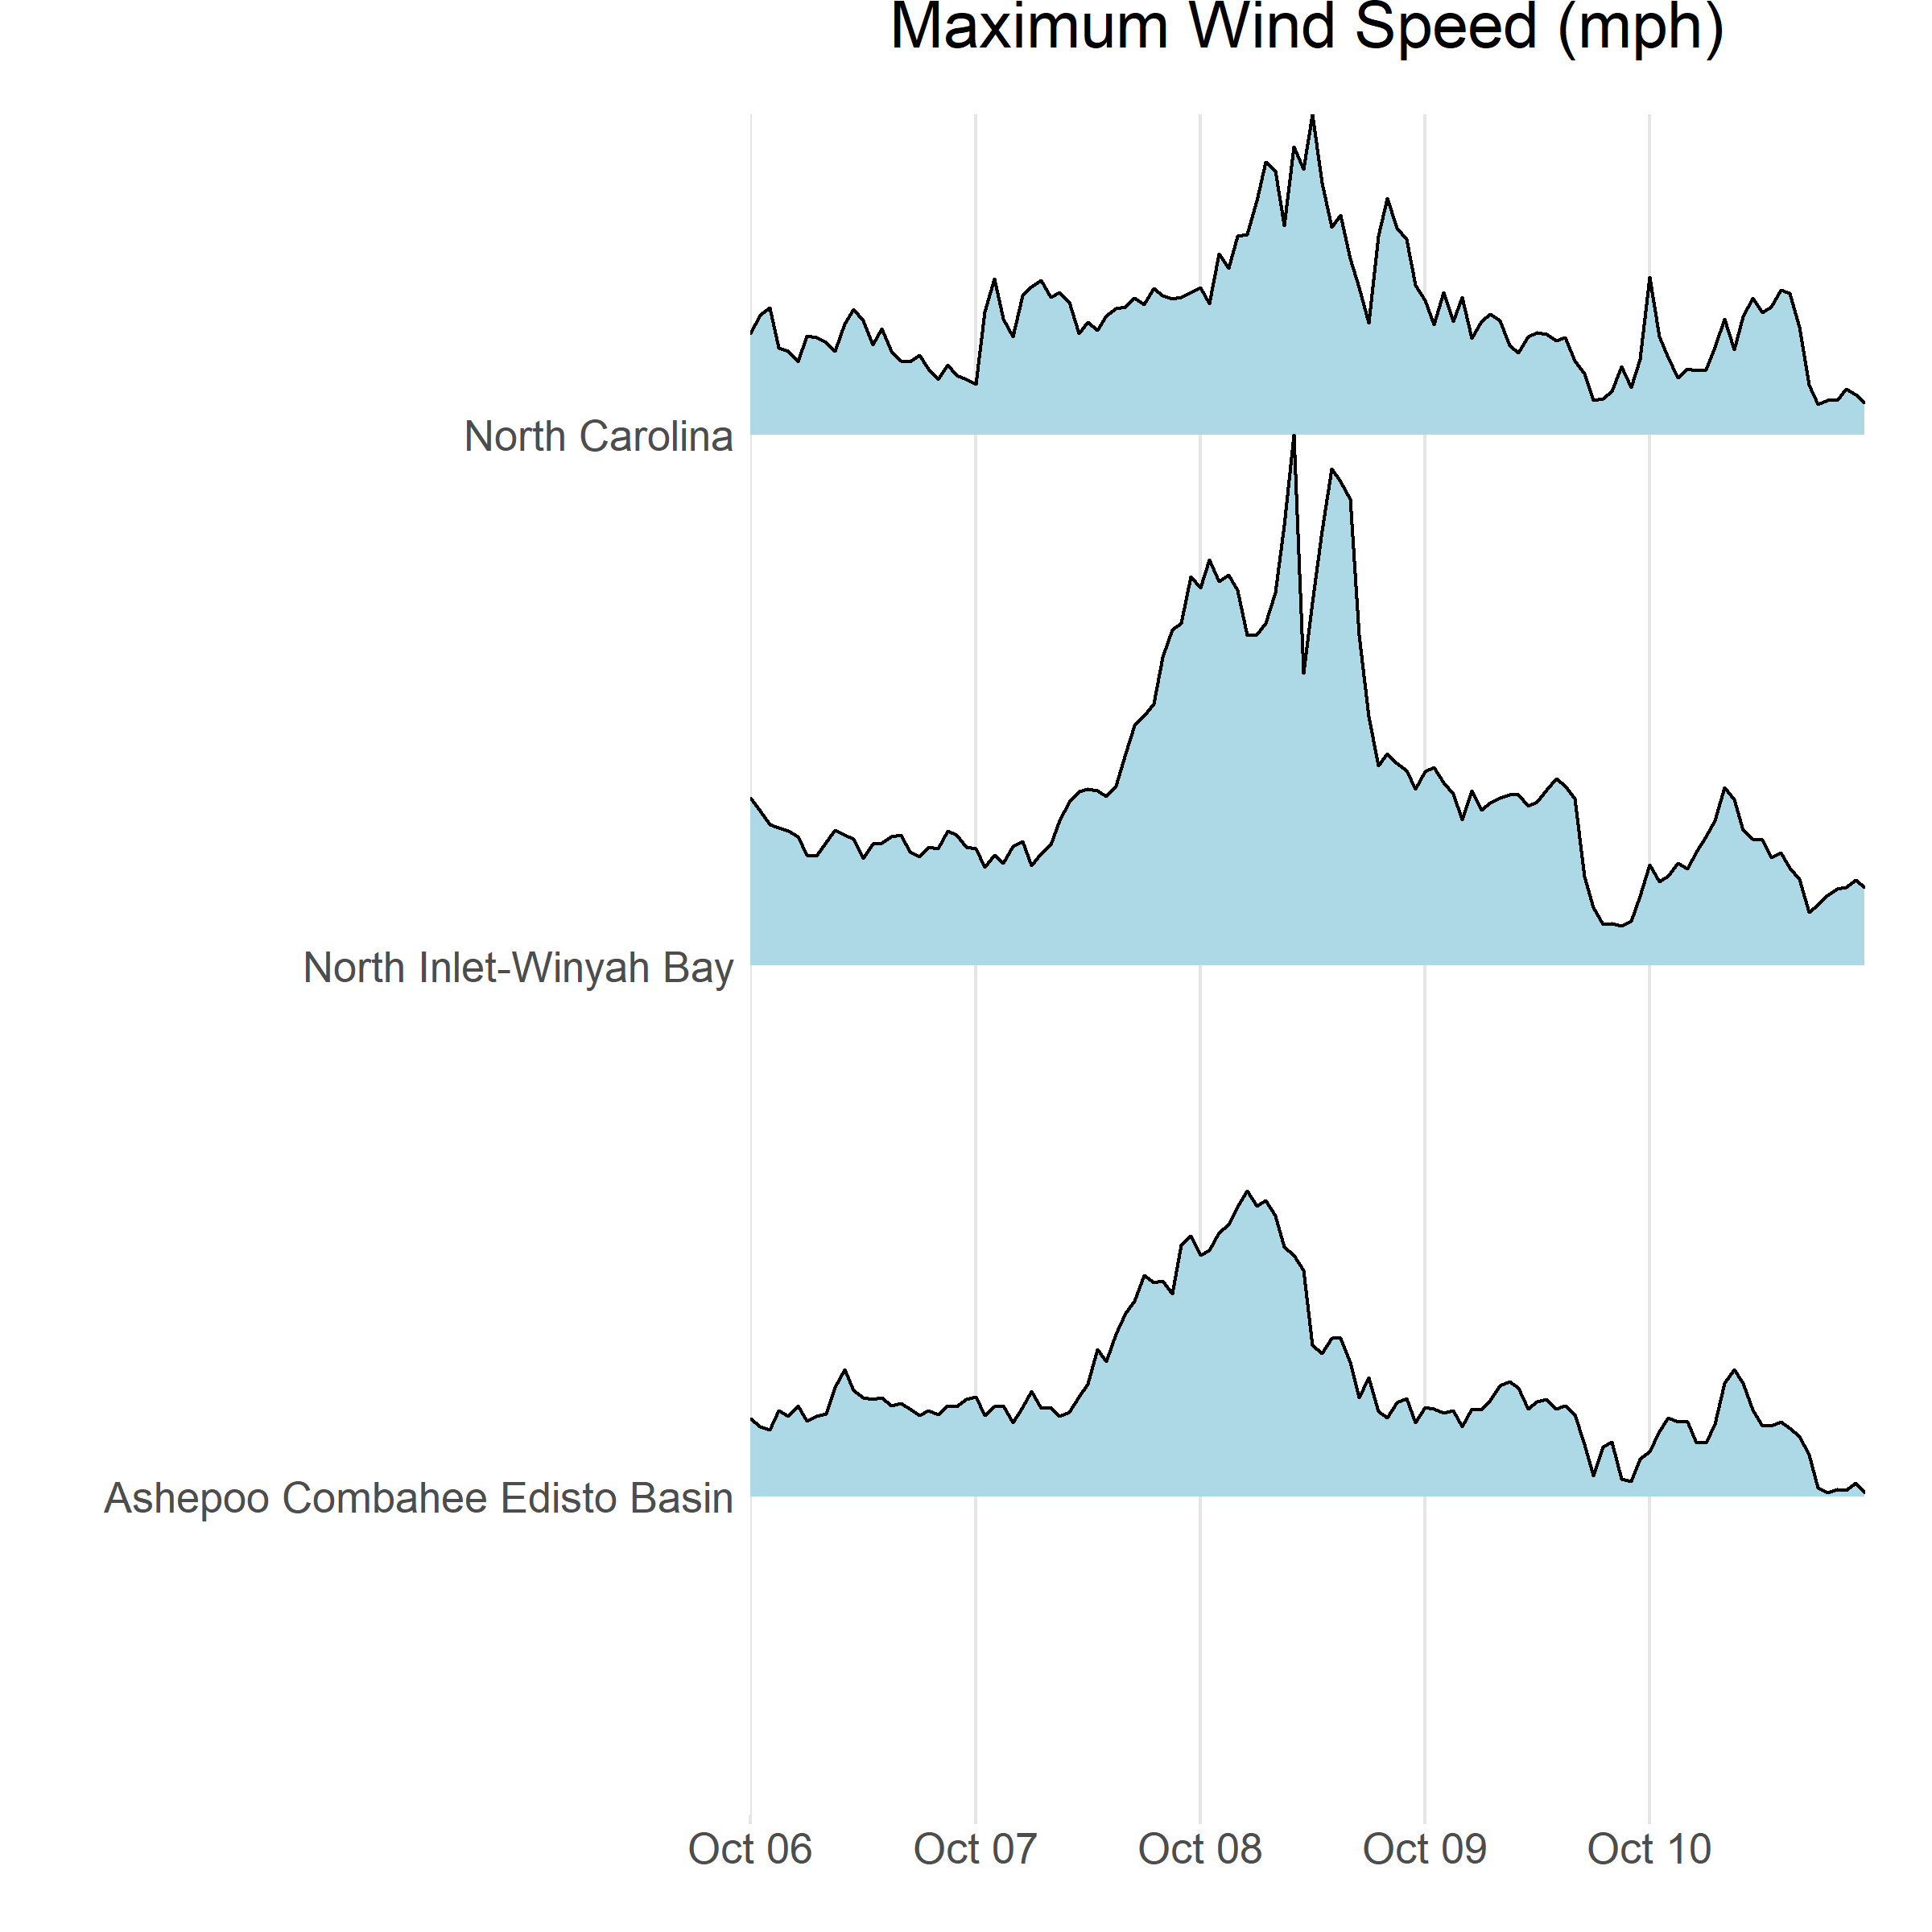 Maximum Wind Speed (mph)
North Carolina
North Inlet-Winyah Bay
Ashepoo Combahee Edisto Basin
Oct 06 Oct 07 Oct 08 Oct 09 Oct 10